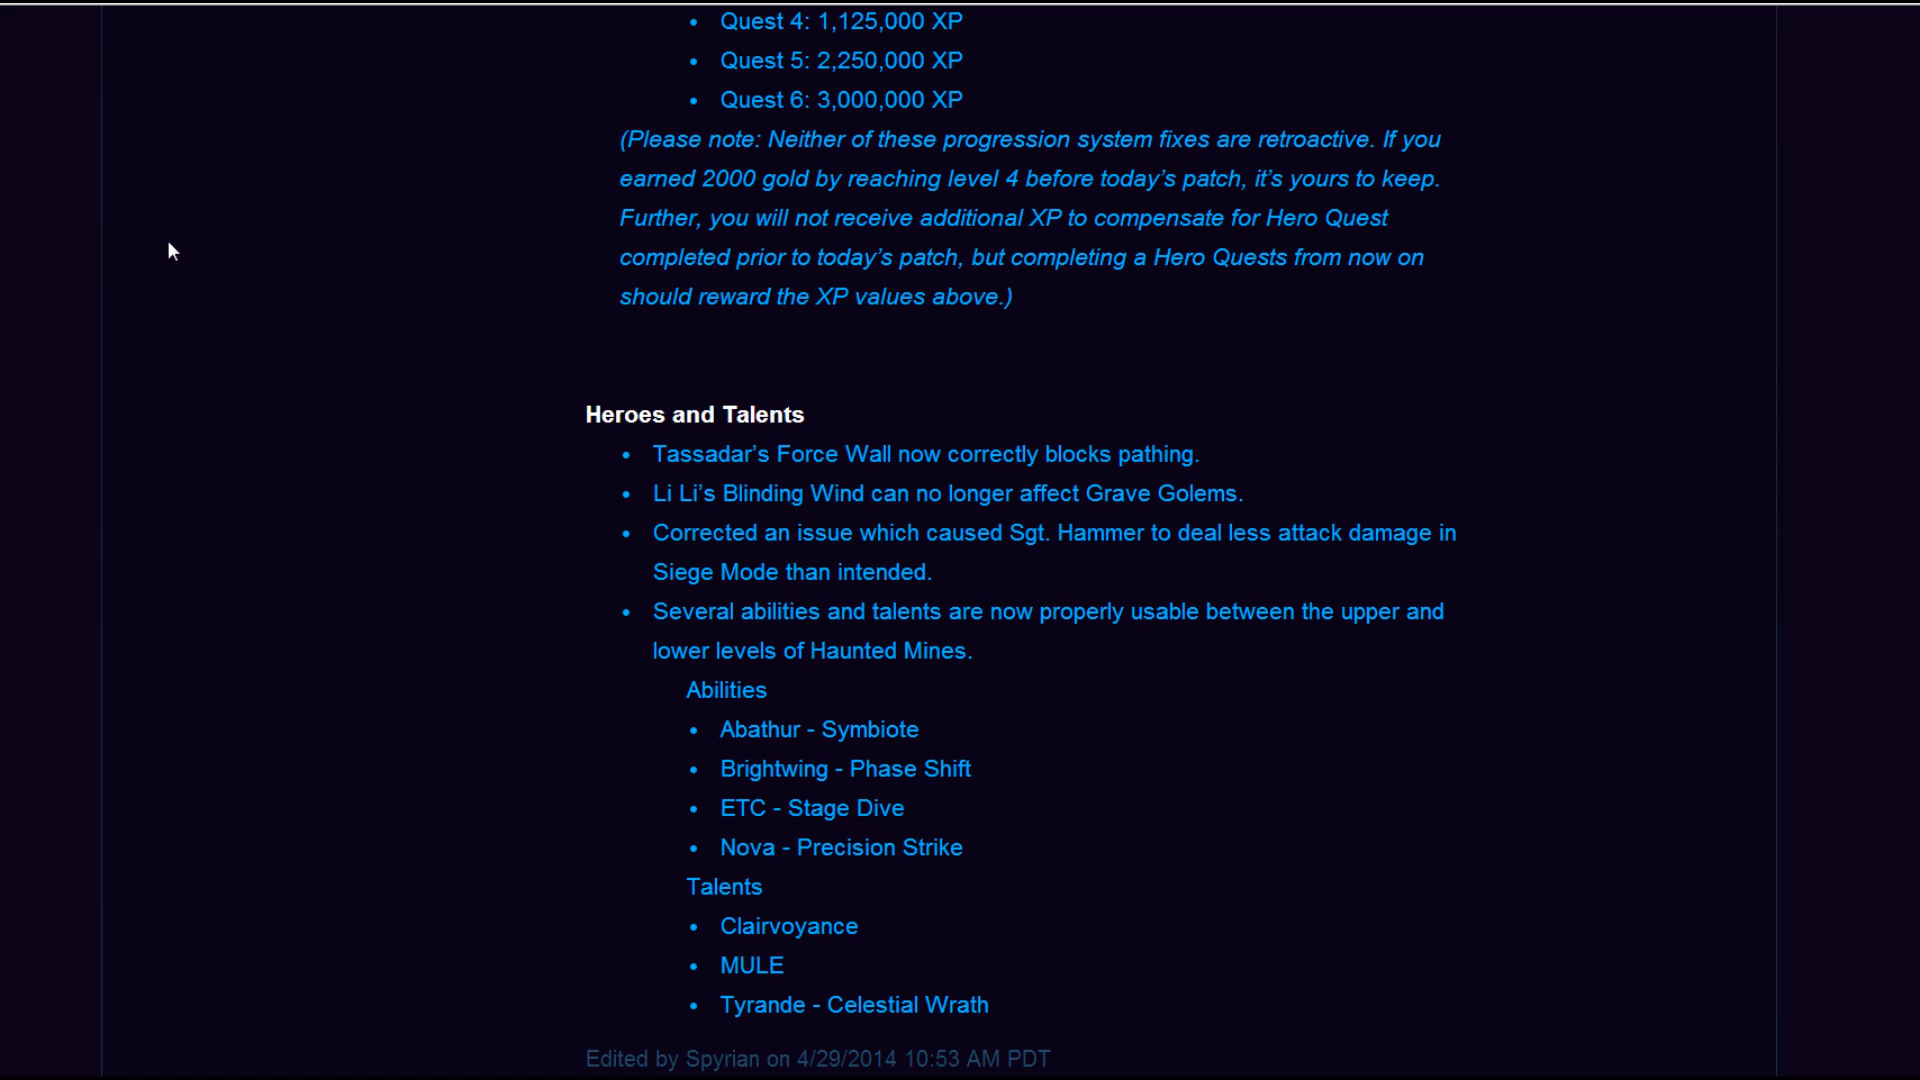 • Quest 4: 1,125,000 XP
• Quest 5: 2,250,000 XP
• Quest 6: 3,000,000 XP
(Please note: Neither of these progression system fixes are retroactive. If you
earned 2000 gold by reaching level 4 before today’s patch, it’s yours to keep.
Further, you will not receive additional XP to compensate for Hero Quest
completed prior to today’s patch, but completing a Hero Quests from now on
should reward the XP values above.)
Heroes and Talents
• Tassadar’s Force Wall now correctly blocks pathing.
• Li Li’s Blinding Wind can no longer affect Grave Golems.
• Corrected an issue which caused Sgt. Hammer to deal less attack damage in
Siege Mode than intended.
• Several abilities and talents are now properly usable between the upper and
lower levels of Haunted Mines.
Abilities
• Abathur - Symbiote
• Brightwing - Phase Shift
• ETC - Stage Dive
• Nova - Precision Strike
Talents
• Clairvoyance
• MULE
• Tyrande - Celestial Wrath
Edited by Spyrian on 4/29/2014 10:53 AM PDT